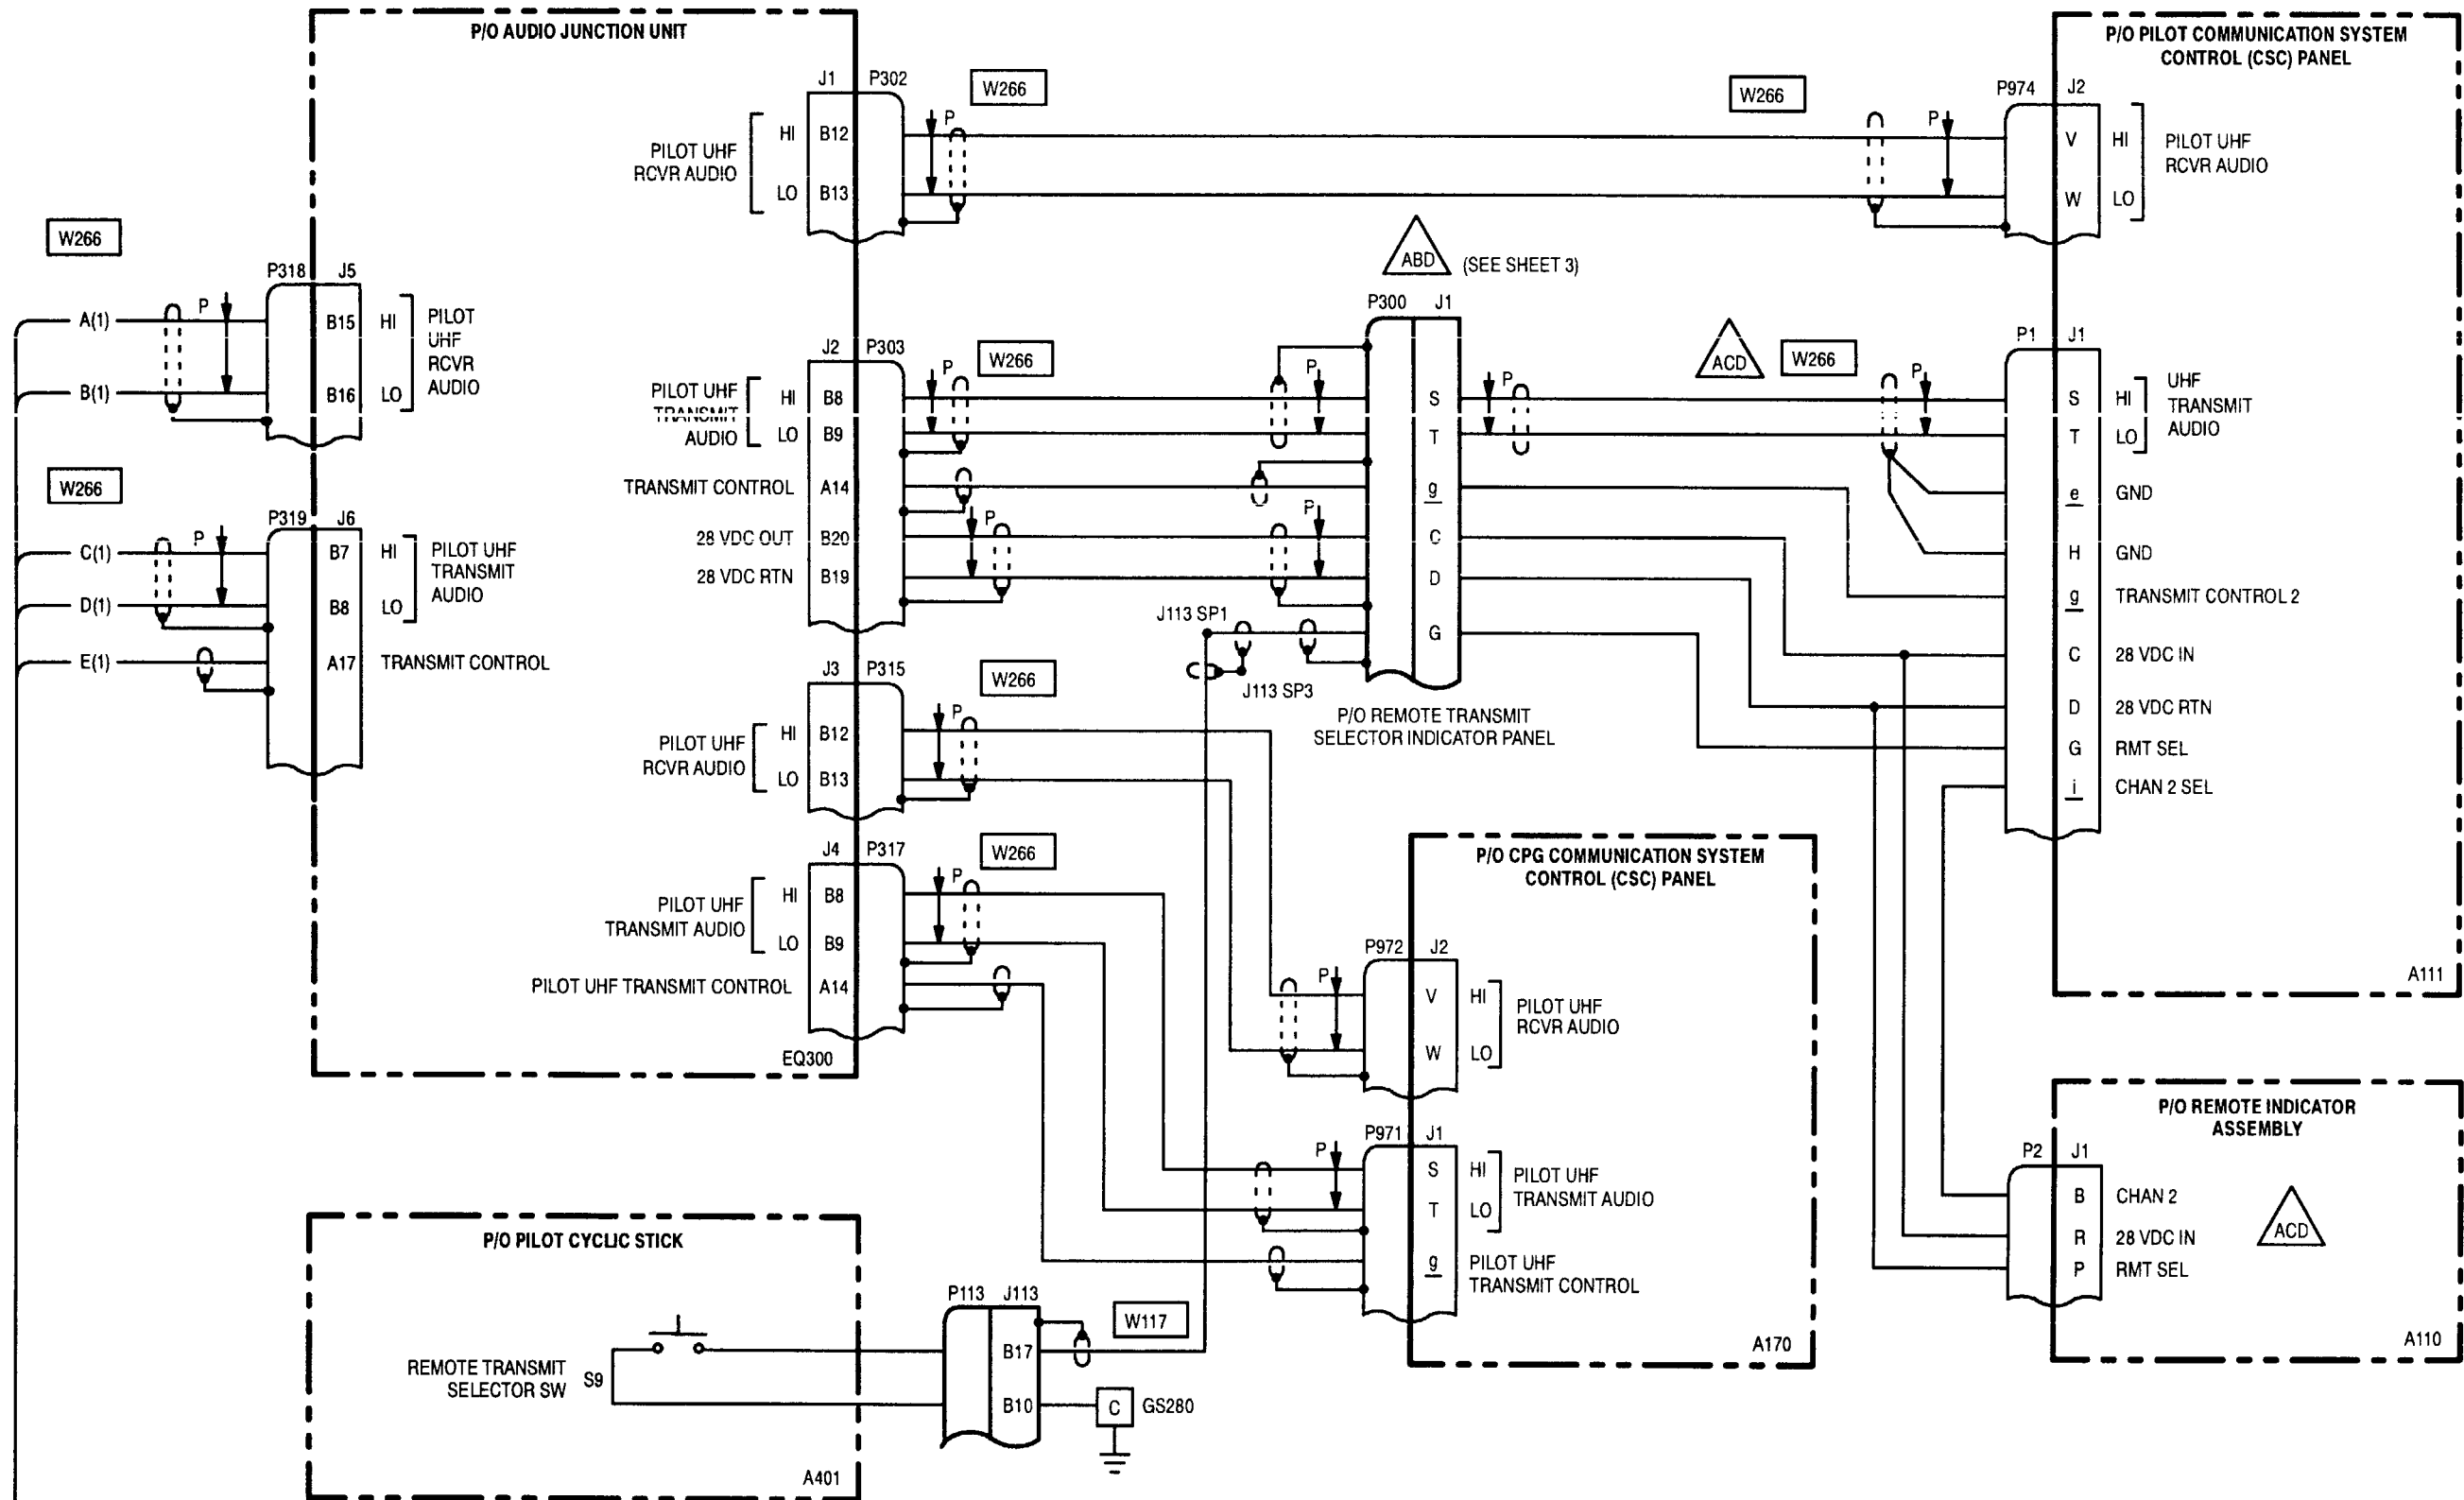 P/O AUDIO JUNCTION UNIT
J1 P302
W266
P
PILOT UHF
RCVR AUDIO
HI B12
LO B13
W266
P
P/O PILOT COMMUNICATION SYSTEM
CONTROL (CSC) PANEL
P974 J2
V HI
W LO
PILOT UHF
RCVR AUDIO
W266
P318 J5
A(1)
P
B15 HI
B(1)
B16 LO
PILOT
UHF
RCVR
AUDIO
W266
P319 J6
C(1)
P
B7 HI
D(1)
B8 LO
PILOT UHF
TRANSMIT
AUDIO
E(1)
A17 TRANSMIT CONTROL
J2 P303
W266
P
PILOT UHF
TRANSMIT
AUDIO
HI B8
LO B9
TRANSMIT CONTROL A14
P
28 VDC OUT B20
28 VDC RTN B19
ABD (SEE SHEET 3)
P300 J1
P
S
T
g
P
C
D
G
P/O REMOTE TRANSMIT
SELECTOR INDICATOR PANEL
J113 SP1
J113 SP3
P
ACD
W266
P
P1 J1
S HI
T LO
UHF
TRANSMIT
AUDIO
e GND
H GND
g TRANSMIT CONTROL 2
C 28 VDC IN
D 28 VDC RTN
G RMT SEL
i CHAN 2 SEL
A111
J3 P315
W266
P
PILOT UHF
RCVR AUDIO
HI B12
LO B13
J4 P317
W266
P
PILOT UHF
TRANSMIT AUDIO
HI B8
LO B9
PILOT UHF TRANSMIT CONTROL A14
EQ300
P/O CPG COMMUNICATION SYSTEM
CONTROL (CSC) PANEL
P972 J2
P
V HI
W LO
PILOT UHF
RCVR AUDIO
P971 J1
P
S HI
T LO
PILOT UHF
TRANSMIT AUDIO
g PILOT UHF
TRANSMIT CONTROL
A170
P/O REMOTE INDICATOR
ASSEMBLY
P2 J1
B CHAN 2
R 28 VDC IN
P RMT SEL
ACD
A110
P/O PILOT CYCLIC STICK
REMOTE TRANSMIT
SELECTOR SW
S9
A401
P113 J113
W117
B17
B10
C GS280